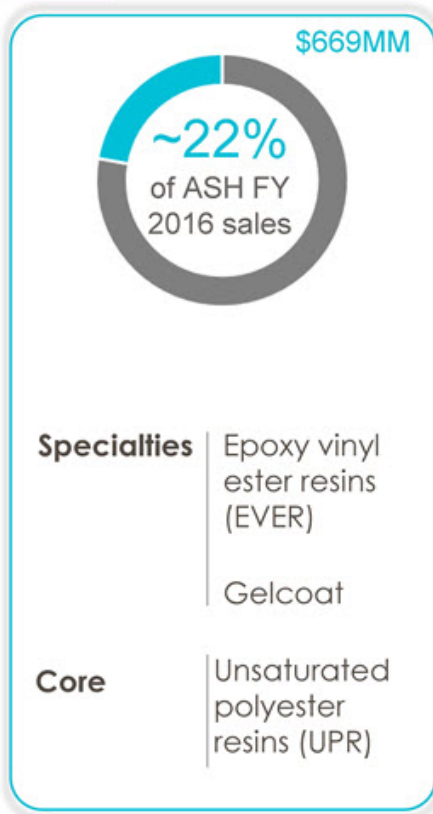 $669MM
~22%
of ASH FY
2016 sales
Specialties
Epoxy vinyl
ester resins
(EVER)
Gelcoat
Core
Unsaturated
polyester
resins (UPR)